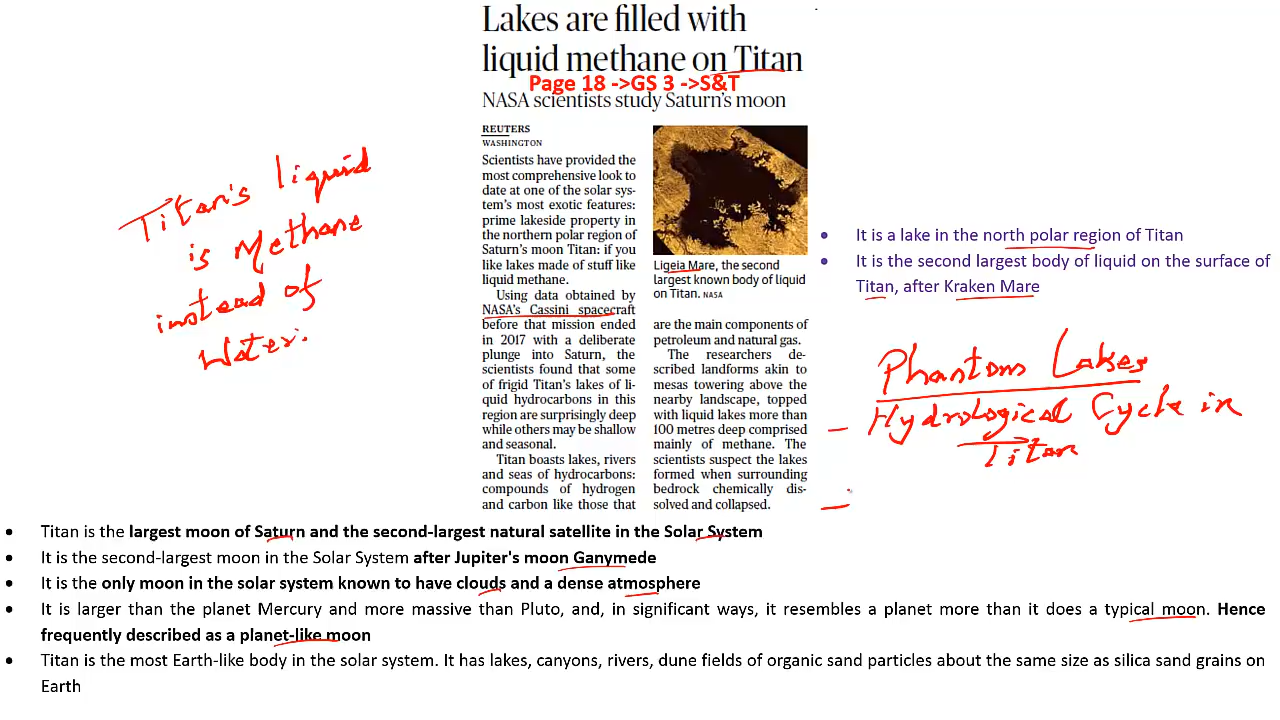 Lakes are filled with
liquid methane on Titan
Page 18 ->GS 3 ->S&T
NASA scientists study Saturn's moon
REUTERS
WASHINGTON
Scientists have provided the
most comprehensive look to
date at one of the solar sys-
tem's most exotic features:
prime lakeside property in
the northern polar region of
Saturn's moon Titan: if you
like lakes made of stuff like
liquid methane.
Using data obtained by
NASA's Cassini spacecraft
before that mission ended
in 2017 with a deliberate
plunge into Saturn, the
scientists found that some
of frigid Titan's lakes of li-
quid hydrocarbons in this
region are surprisingly deep
while others may be shallow
and seasonal.
Titan boasts lakes, rivers
and seas of hydrocarbons:
compounds of hydrogen
and carbon like those that
Ligeia Mare, the second
largest known body of liquid
on Titan. NASA
are the main components of
petroleum and natural gas.
The researchers de-
scribed landforms akin to
mesas towering above the
nearby landscape, topped
with liquid lakes more than
100 metres deep comprised
mainly of methane. The
scientists suspect the lakes
formed when surrounding
bedrock chemically dis-
solved and collapsed.
Titan's liquid
is Methane
instead of
Water.
• It is a lake in the north polar region of Titan
• It is the second largest body of liquid on the surface of
Titan, after Kraken Mare
Phantom Lakes
- Hydrological Cycle in
Titan
-
• Titan is the largest moon of Saturn and the second-largest natural satellite in the Solar System
• It is the second-largest moon in the Solar System after Jupiter's moon Ganymede
• It is the only moon in the solar system known to have clouds and a dense atmosphere
• It is larger than the planet Mercury and more massive than Pluto, and, in significant ways, it resembles a planet more than it does a typical moon. Hence
frequently described as a planet-like moon
• Titan is the most Earth-like body in the solar system. It has lakes, canyons, rivers, dune fields of organic sand particles about the same size as silica sand grains on
Earth